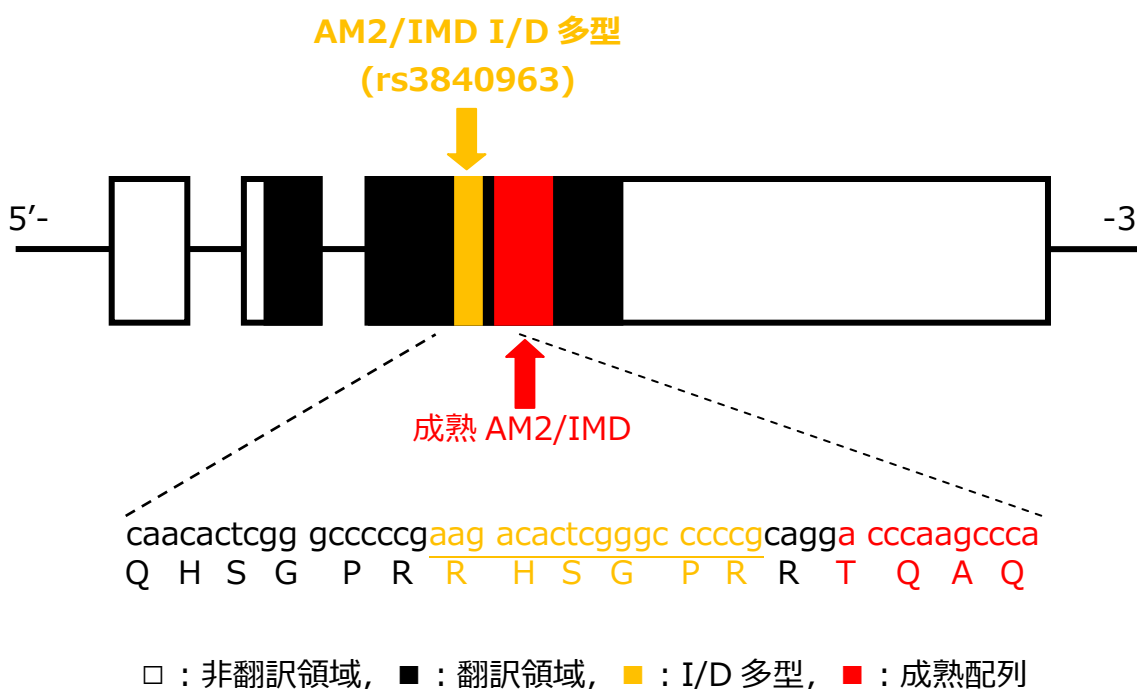 AM2/IMD I/D 多型
(rs3840963)
5’-
-3
成熟 AM2/IMD
caacactcgg gcccccgaag acactcgggc ccccgcagga cccaagccca
Q H S G P R R H S G P R R T Q A Q
□ : 非翻訳領域, ■ : 翻訳領域, ■ : I/D 多型, ■ : 成熟配列